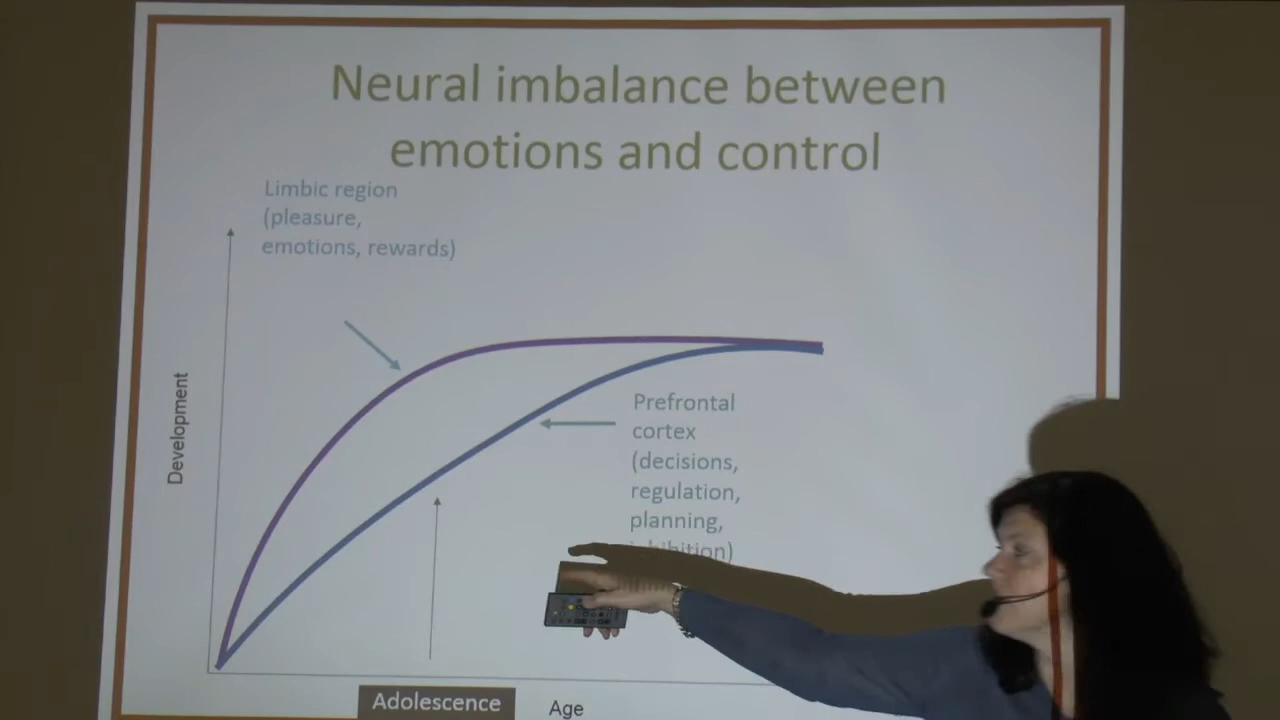 Neural imbalance between
emotions and control
Limbic region
(pleasure,
emotions, rewards)
Development
Prefrontal
cortex
(decisions,
regulation,
planning,
inhibition)
Adolescence
Age